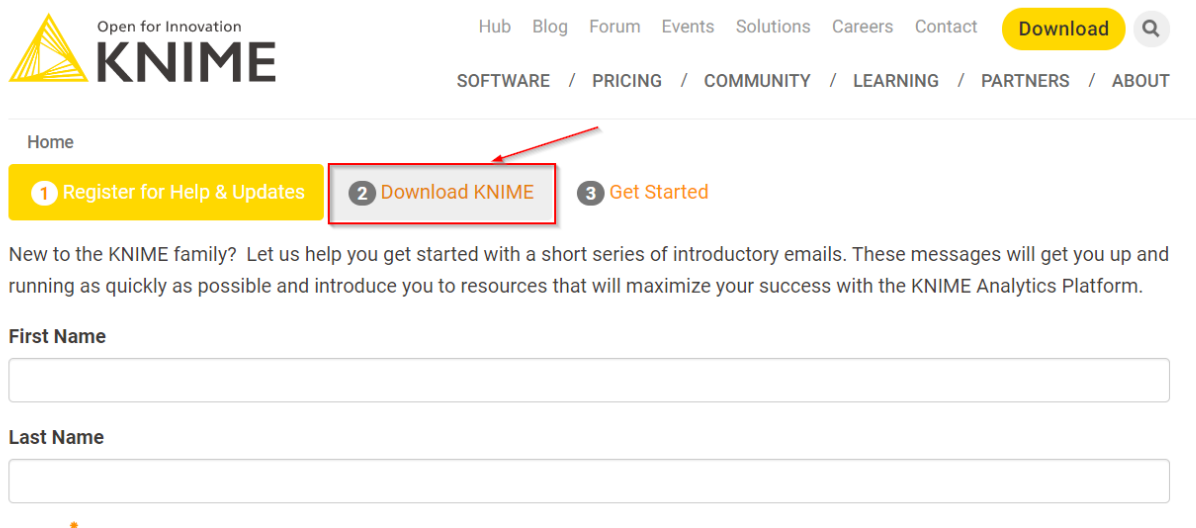 Open for Innovation
KNIME
Hub Blog Forum Events Solutions Careers Contact Download
SOFTWARE / PRICING / COMMUNITY / LEARNING / PARTNERS / ABOUT
Home
1 Register for Help & Updates 2 Download KNIME 3 Get Started
New to the KNIME family? Let us help you get started with a short series of introductory emails. These messages will get you up and
running as quickly as possible and introduce you to resources that will maximize your success with the KNIME Analytics Platform.
First Name
Last Name
*